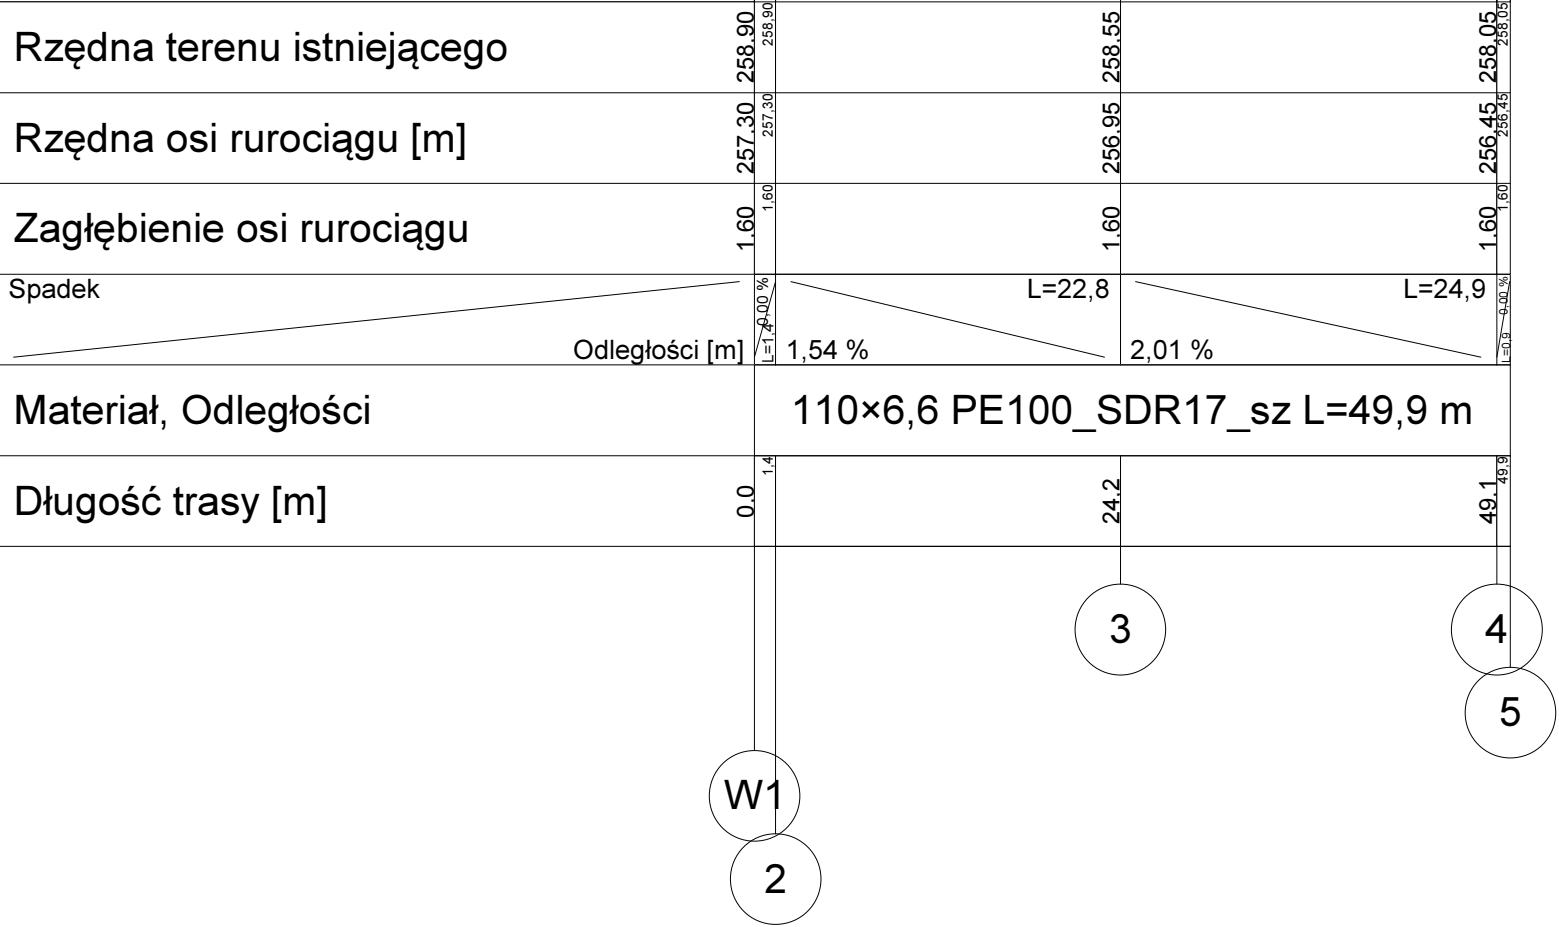 Rzędna terenu istniejącego 258.90 258,90 258.55 258.05 258,05
Rzędna osi rurociągu [m] 257.30 257,30 256.95 256.45 256,45
Zagłębienie osi rurociągu 1.60 1,60 1.60 1.60 1,60
Spadek 0,00 % L=22,8 L=24,9 0,00 %
Odległości [m] L=1,4 1,54 % 2,01 % L=0,9
Materiał, Odległości 110×6,6 PE100_SDR17_sz L=49,9 m
Długość trasy [m] 0.0 1,4 24.2 49.1 49,9
3 4
5
W1
2